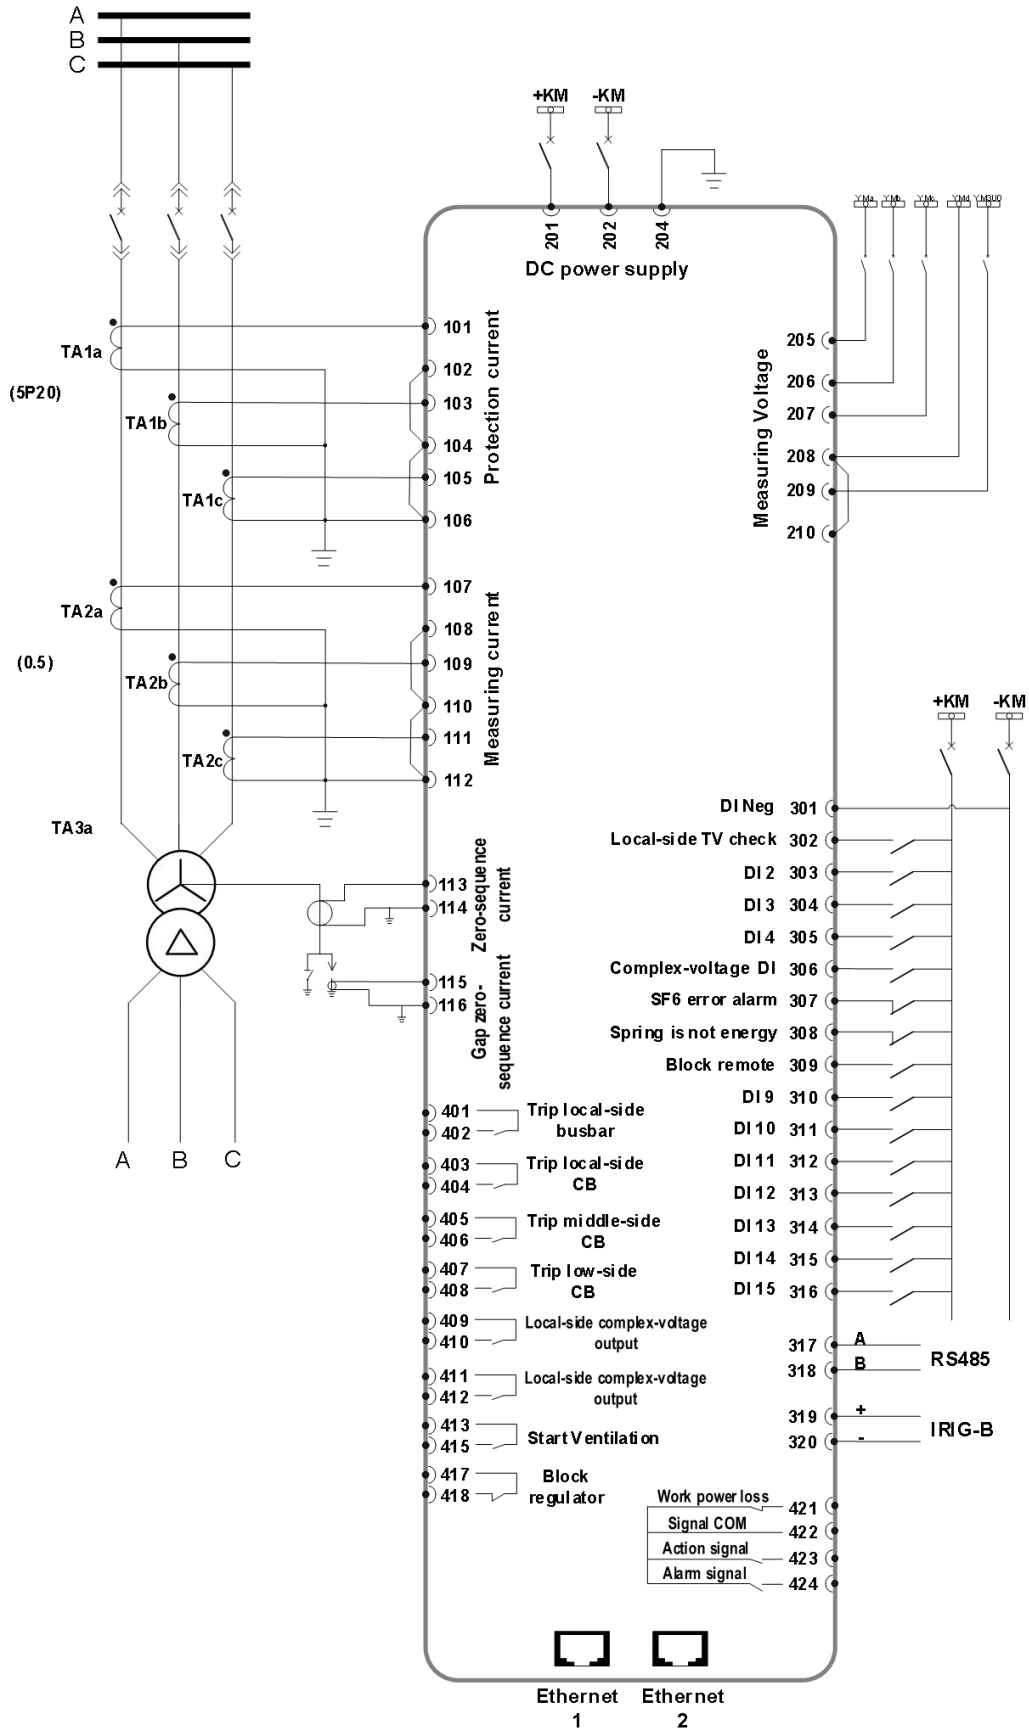 A
B
C
+KM
-KM
201
202
204
DC power supply
YMa
YMb
YMc
YMd
YM3U0
TA1a
(5P20)
TA1b
TA1c
101
102
103
104
105
106
Protection current
205
206
207
208
209
210
Measuring Voltage
TA2a
(0.5)
TA2b
TA2c
107
108
109
110
111
112
Measuring current
TA3a
113
114
Zero-sequence
current
115
116
Gap zero-
sequence current
A
B
C
+KM
-KM
DI Neg 301
Local-side TV check 302
DI 2 303
DI 3 304
DI 4 305
Complex-voltage DI 306
SF6 error alarm 307
Spring is not energy 308
Block remote 309
DI 9 310
DI 10 311
DI 11 312
DI 12 313
DI 13 314
DI 14 315
DI 15 316
401
402
Trip local-side
busbar
403
404
Trip local-side
CB
405
406
Trip middle-side
CB
407
408
Trip low-side
CB
409
410
Local-side complex-voltage
output
411
412
Local-side complex-voltage
output
413
415
Start Ventilation
417
418
Block
regulator
317 A
318 B
RS485
319 +
320 -
IRIG-B
Work power loss 421
Signal COM 422
Action signal 423
Alarm signal 424
Ethernet
1
Ethernet
2